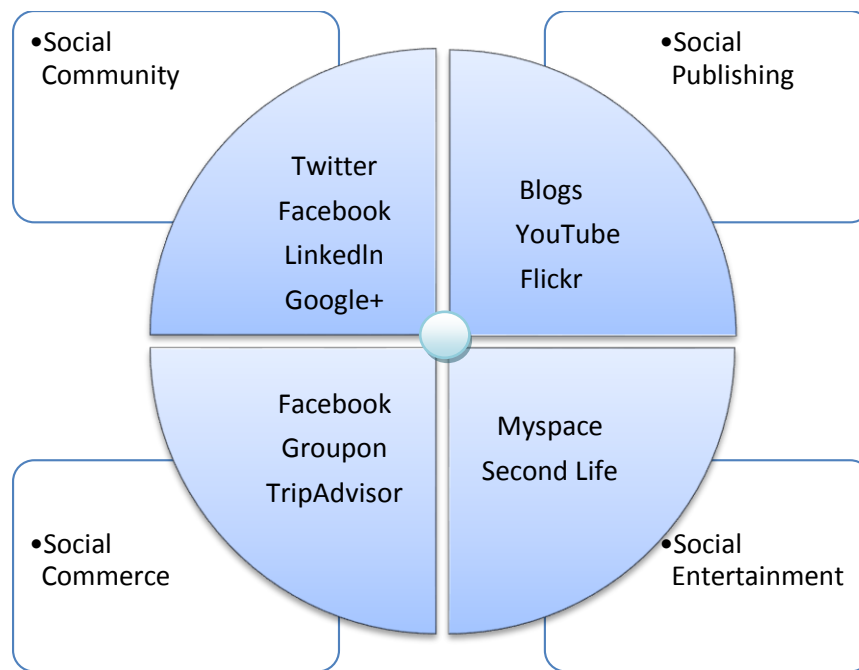 •Social
Community
•Social
Publishing
Twitter
Facebook
LinkedIn
Google+
Blogs
YouTube
Flickr
Facebook
Groupon
TripAdvisor
Myspace
Second Life
•Social
Commerce
•Social
Entertainment